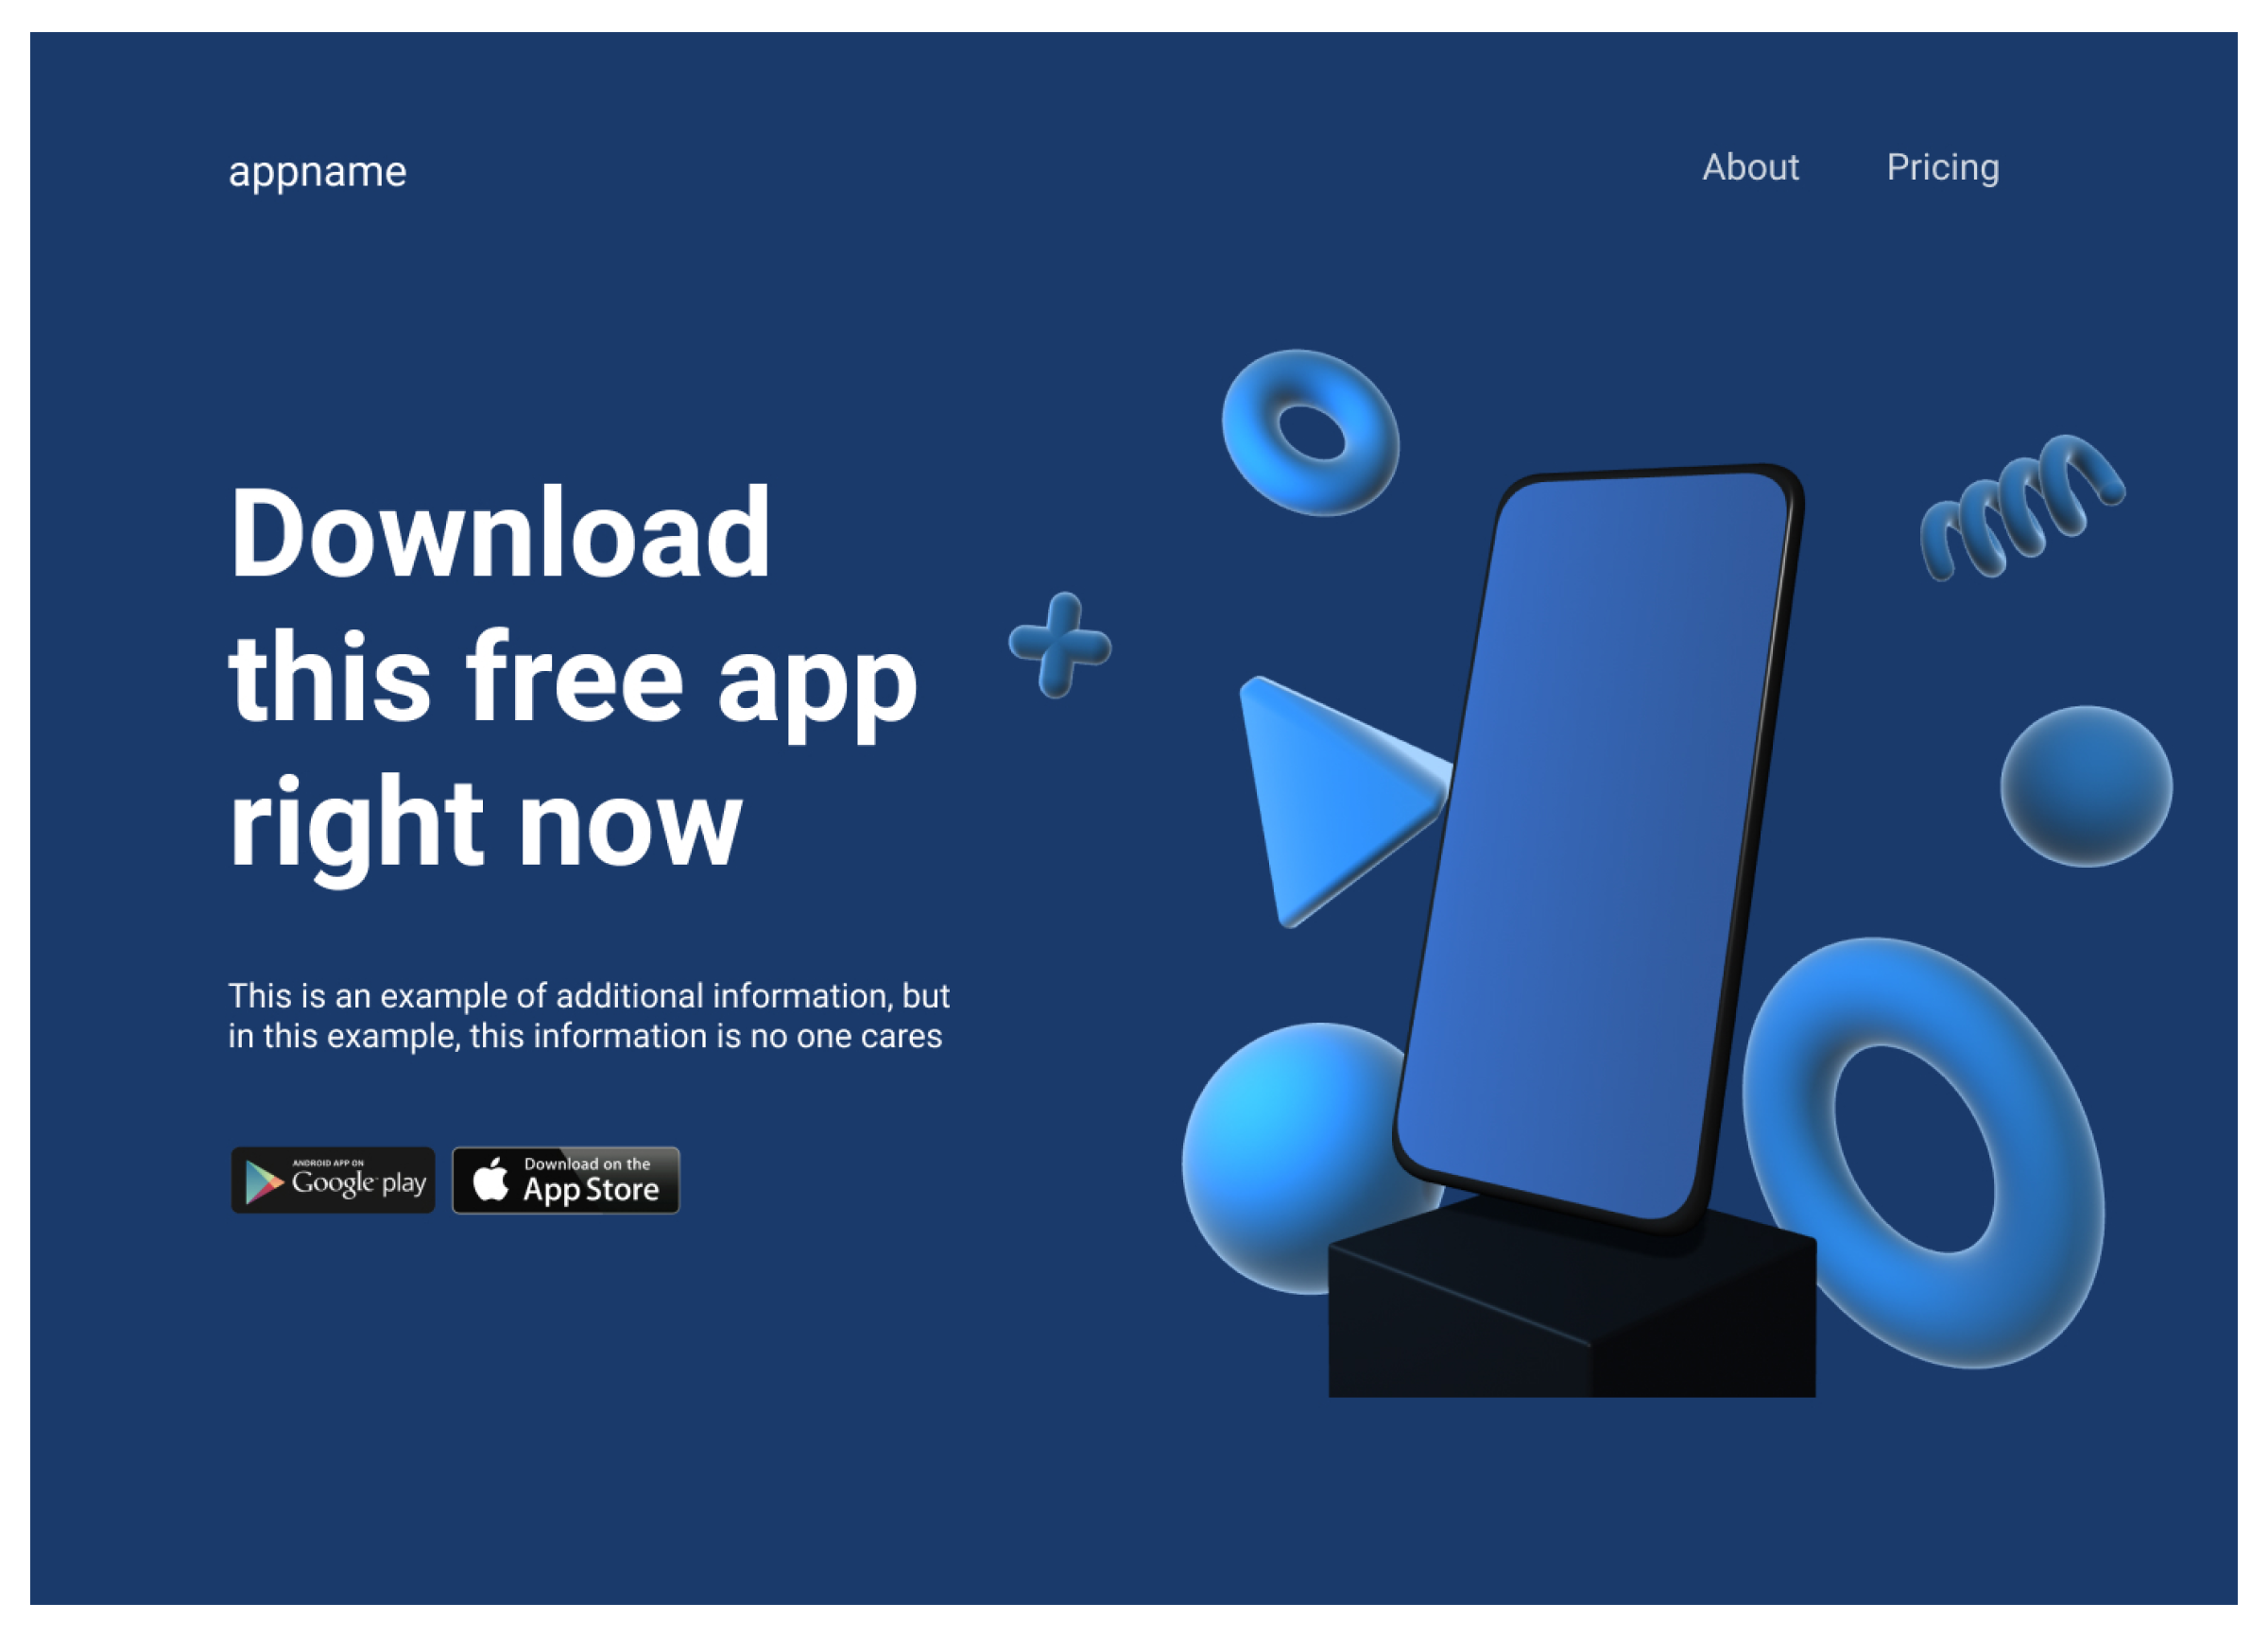 appname
About
Pricing
Download
this free app
right now
This is an example of additional information, but
in this example, this information is no one cares
ANDROID APP ON
Google play
Download on the
App Store